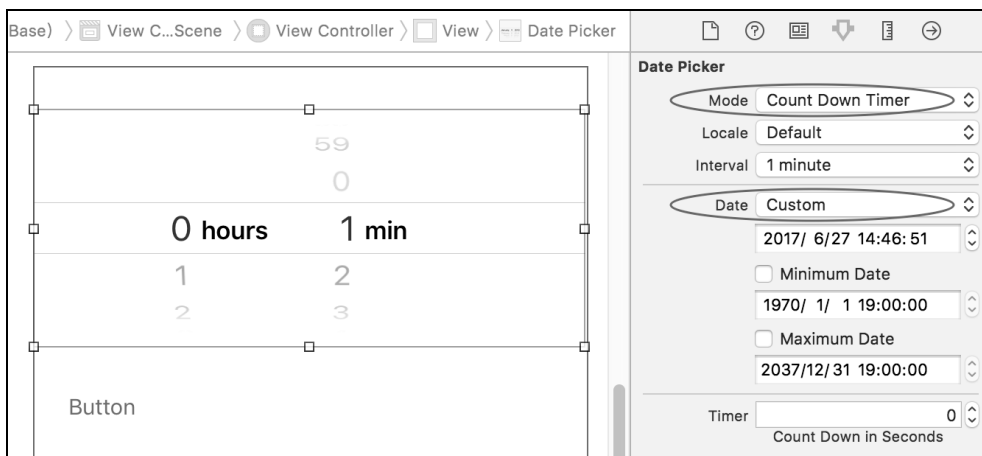 Base) View C...Scene View Controller View Date Picker
59
0
0 hours 1 min
1 2
2 3
Button
Date Picker
Mode Count Down Timer
Locale Default
Interval 1 minute
Date Custom
2017/ 6/27 14:46:51
Minimum Date
1970/ 1/ 1 19:00:00
Maximum Date
2037/12/31 19:00:00
Timer 0
Count Down in Seconds